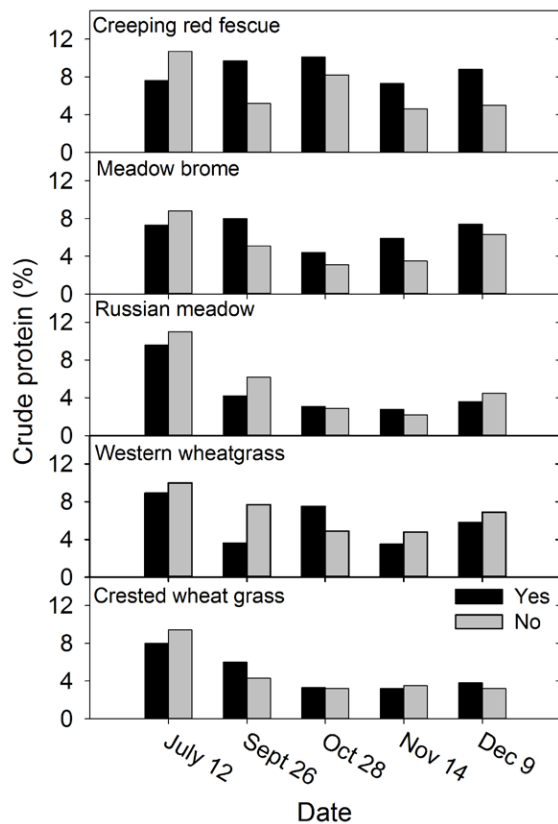 Creeping red fescue
12
8
4
0
Meadow brome
12
8
4
0
Russian meadow
12
8
4
0
Western wheatgrass
12
8
4
0
Crested wheat grass
Yes
No
12
8
4
0
Crude protein (%)
July 12
Sept 26
Oct 28
Nov 14
Dec 9
Date